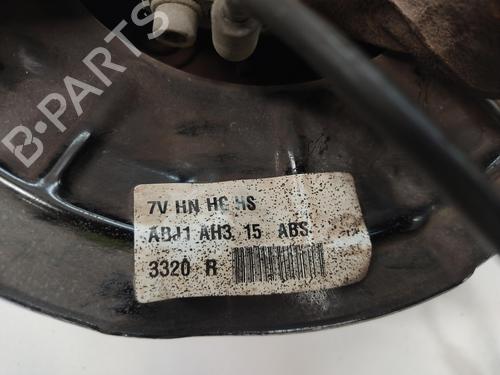 B-PARTS
7V HN HC HS
ABJ1 AH3 15 ABS
3320 R